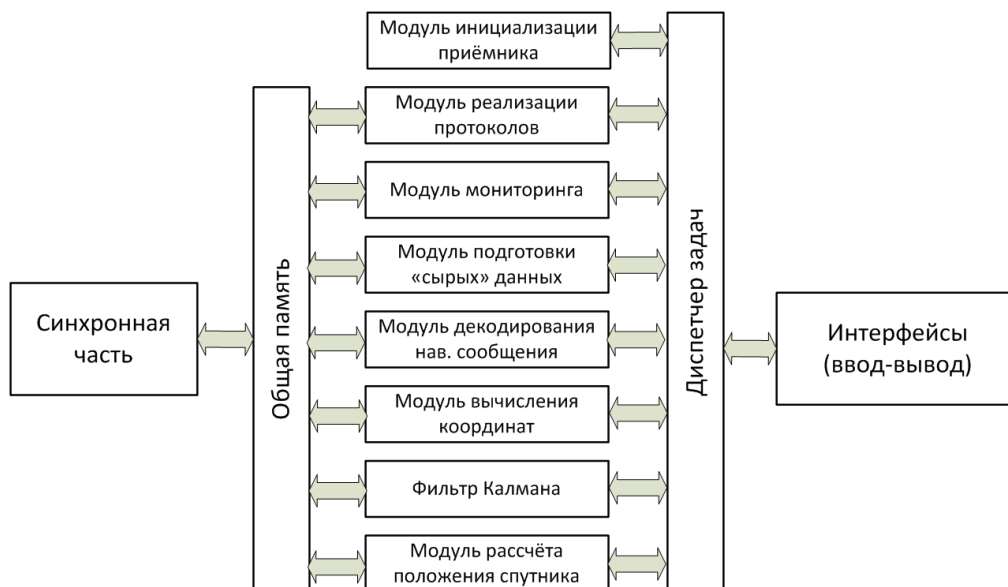 Модуль инициализации
приёмника
Модуль реализации
протоколов
Модуль мониторинга
Модуль подготовки
«сырых» данных
Модуль декодирования
нав. сообщения
Модуль вычисления
координат
Фильтр Калмана
Модуль рассчёта
положения спутника
Синхронная
часть
Общая память
Диспетчер задач
Интерфейсы
(ввод-вывод)